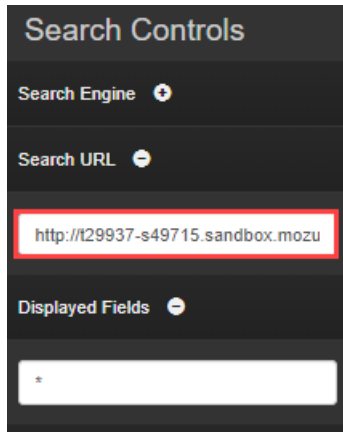 Search Controls
Search Engine
Search URL
http://t29937-s49715.sandbox.mozu
Displayed Fields
*